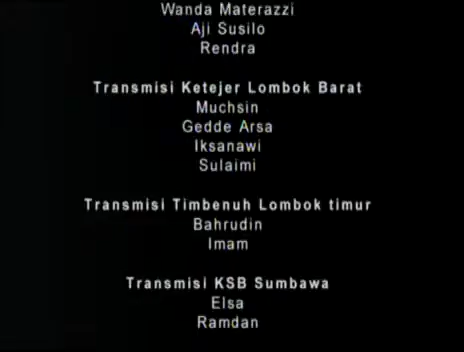 Wanda Materazzi
Aji Susilo
Rendra
Transmisi Ketejer Lombok Barat
Muchsin
Gedde Arsa
Iksanawi
Sulaimi
Transmisi Timbenuh Lombok timur
Bahrudin
Imam
Transmisi KSB Sumbawa
Elsa
Ramdan